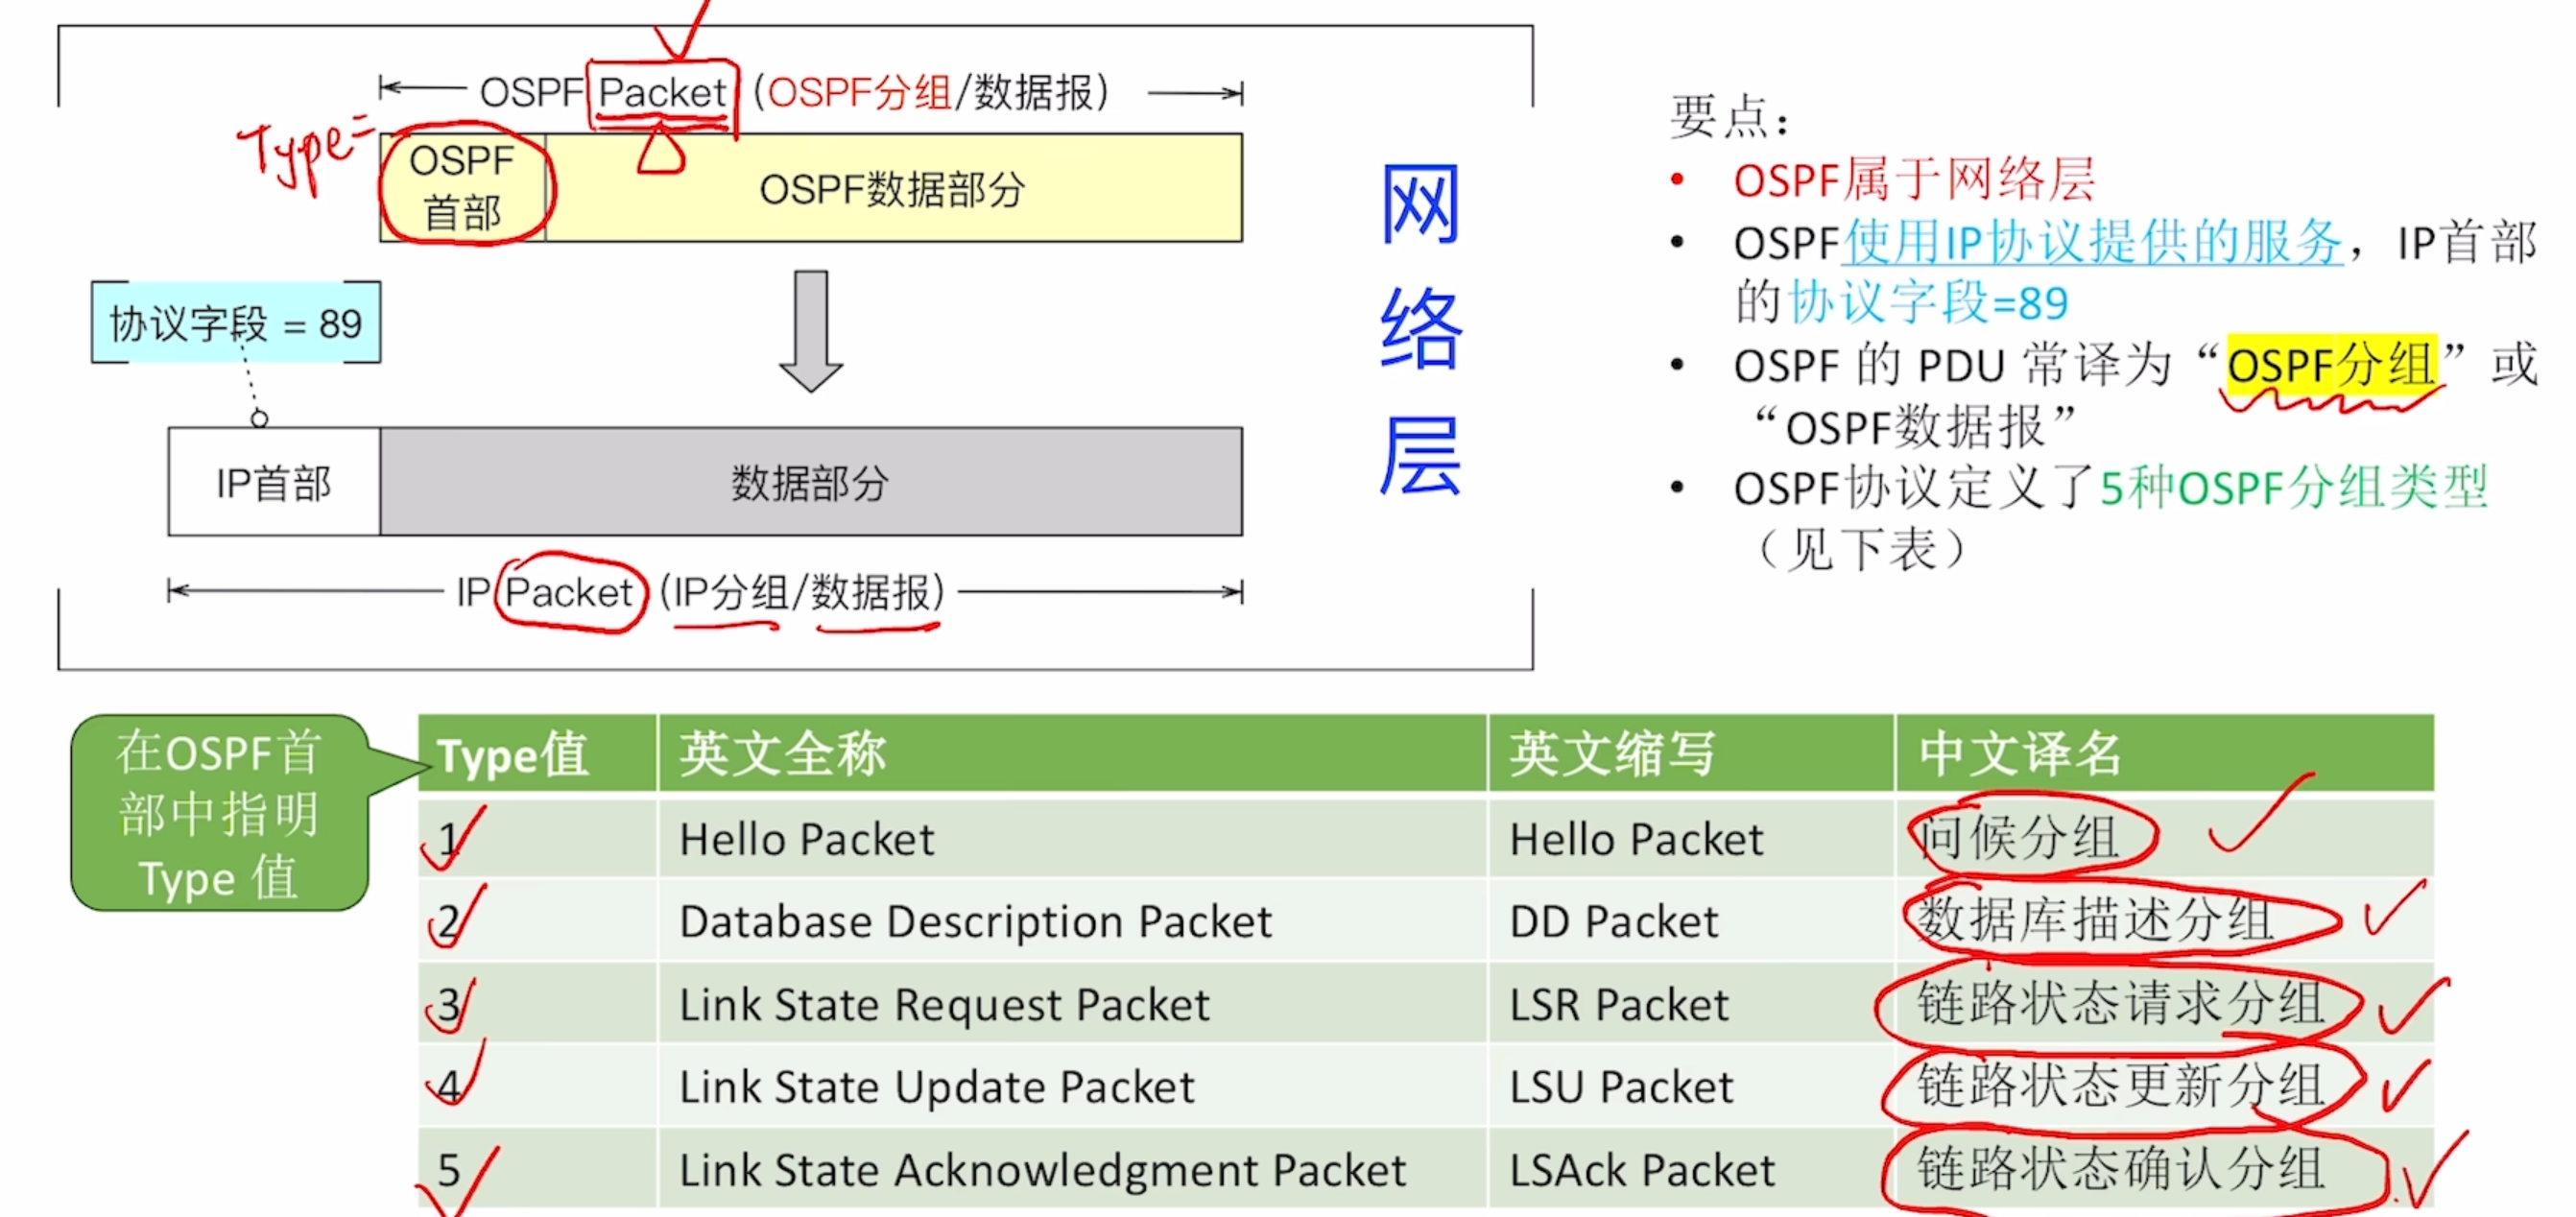 OSPF Packet (OSPF分组/数据报)
Type=
OSPF
首部
OSPF数据部分
协议字段 = 89
IP首部
数据部分
IP Packet (IP分组/数据报)
网
络
层
要点：
• OSPF属于网络层
• OSPF使用IP协议提供的服务，IP首部
的协议字段=89
• OSPF 的 PDU 常译为“OSPF分组”或
“OSPF数据报”
• OSPF协议定义了5种OSPF分组类型
（见下表）
在OSPF首
部中指明
Type 值
Type值 英文全称 英文缩写 中文译名
1 Hello Packet Hello Packet 问候分组
2 Database Description Packet DD Packet 数据库描述分组
3 Link State Request Packet LSR Packet 链路状态请求分组
4 Link State Update Packet LSU Packet 链路状态更新分组
5 Link State Acknowledgment Packet LSAck Packet 链路状态确认分组